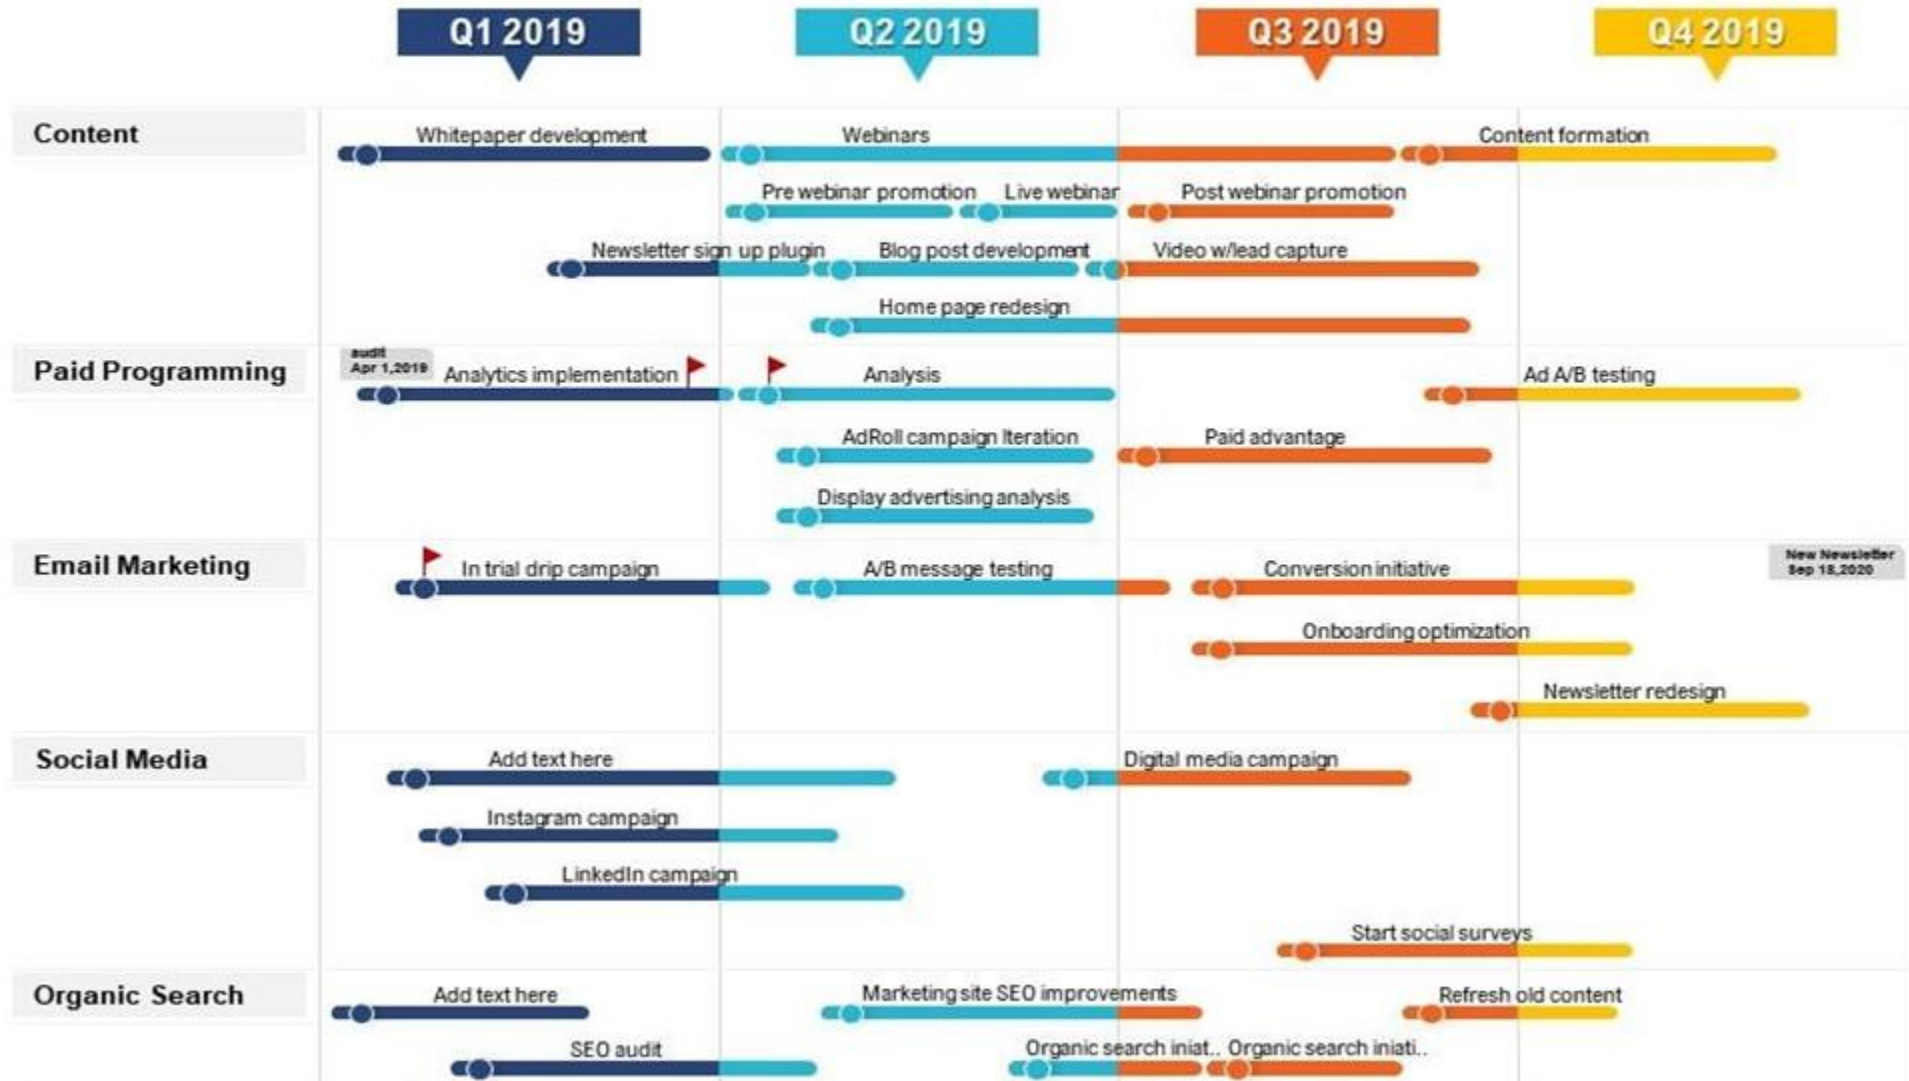 Q1 2019
Q2 2019
Q3 2019
Q4 2019
Content
Whitepaper development
Webinars
Content formation
Pre webinar promotion
Live webinar
Post webinar promotion
Newsletter sign up plugin
Blog post development
Video w/lead capture
Home page redesign
Paid Programming
audit
Apr 1,2019
Analytics implementation
Analysis
Ad A/B testing
AdRoll campaign Iteration
Paid advantage
Display advertising analysis
Email Marketing
In trial drip campaign
A/B message testing
Conversion initiative
New Newsletter
Sep 18,2020
Onboarding optimization
Newsletter redesign
Social Media
Add text here
Digital media campaign
Instagram campaign
LinkedIn campaign
Start social surveys
Organic Search
Add text here
Marketing site SEO improvements
Refresh old content
SEO audit
Organic search iniat..
Organic search iniati..